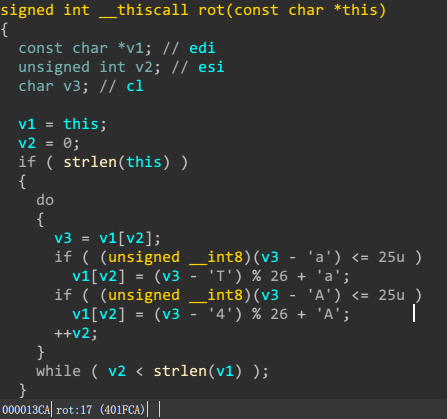 signed int __thiscall rot(const char *this)
{
const char *v1; // edi
unsigned int v2; // esi
char v3; // cl
v1 = this;
v2 = 0;
if ( strlen(this) )
{
do
{
v3 = v1[v2];
if ( (unsigned __int8)(v3 - 'a') <= 25u )
v1[v2] = (v3 - 'T') % 26 + 'a';
if ( (unsigned __int8)(v3 - 'A') <= 25u )
v1[v2] = (v3 - '4') % 26 + 'A';
++v2;
}
while ( v2 < strlen(v1) );
}
000013CA rot:17 (401FCA)